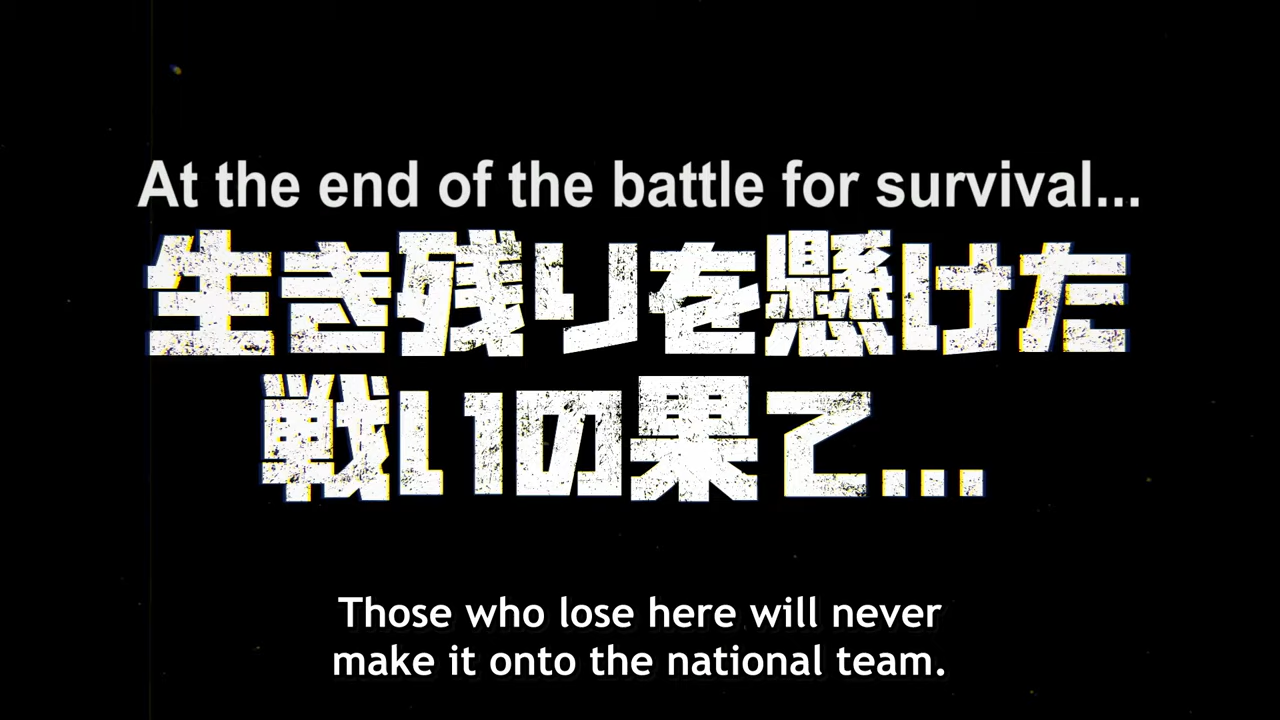 At the end of the battle for survival...
生き残りを懸けた
戦いの果て...
Those who lose here will never
make it onto the national team.